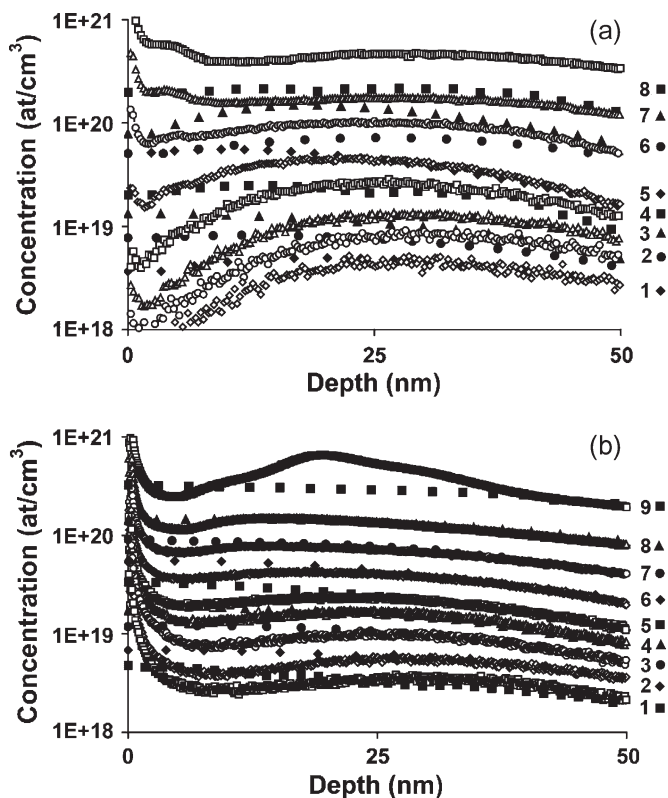 (a)
Concentration (at/cm³)
1E+21
1E+20
1E+19
1E+18
0
25
50
Depth (nm)
8 ■
7 ▲
6 ●
5 ◆
4 ■
3 ▲
2 ●
1 ◆
(b)
Concentration (at/cm³)
1E+21
1E+20
1E+19
1E+18
0
25
50
Depth (nm)
9 ■
8 ▲
7 ●
6 ◆
5 ■
4 ▲
3 ●
2 ◆
1 ■